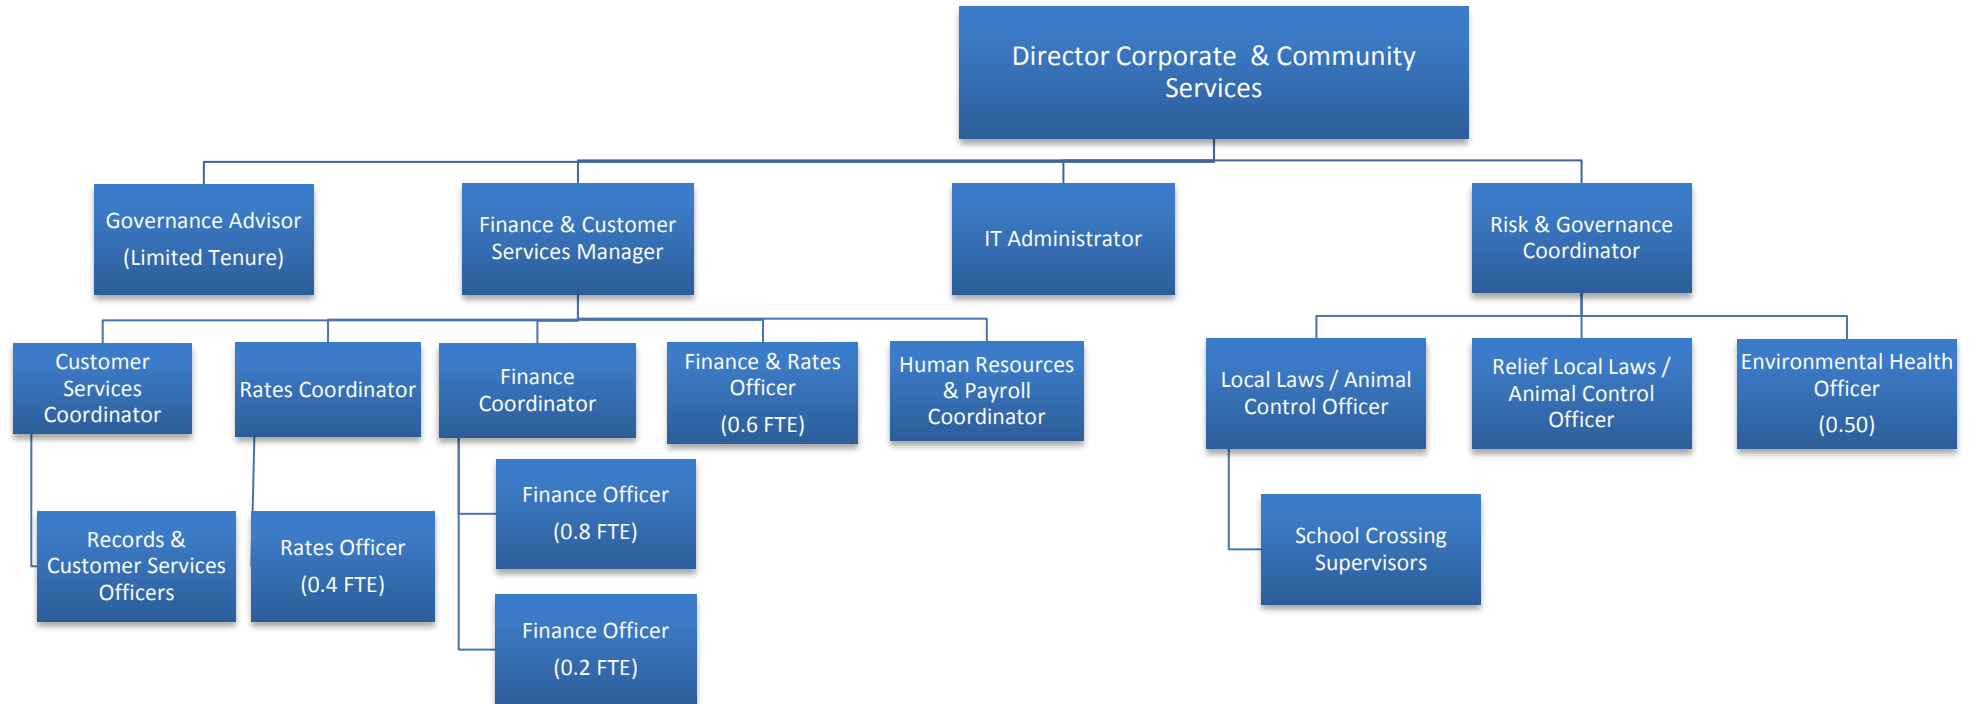 Director Corporate & Community
Services
Governance Advisor
(Limited Tenure)
Finance & Customer
Services Manager
IT Administrator
Risk & Governance
Coordinator
Customer
Services
Coordinator
Rates Coordinator
Finance
Coordinator
Finance & Rates
Officer
(0.6 FTE)
Human Resources
& Payroll
Coordinator
Local Laws / Animal
Control Officer
Relief Local Laws /
Animal Control
Officer
Environmental Health
Officer
(0.50)
Records &
Customer Services
Officers
Rates Officer
(0.4 FTE)
Finance Officer
(0.8 FTE)
School Crossing
Supervisors
Finance Officer
(0.2 FTE)